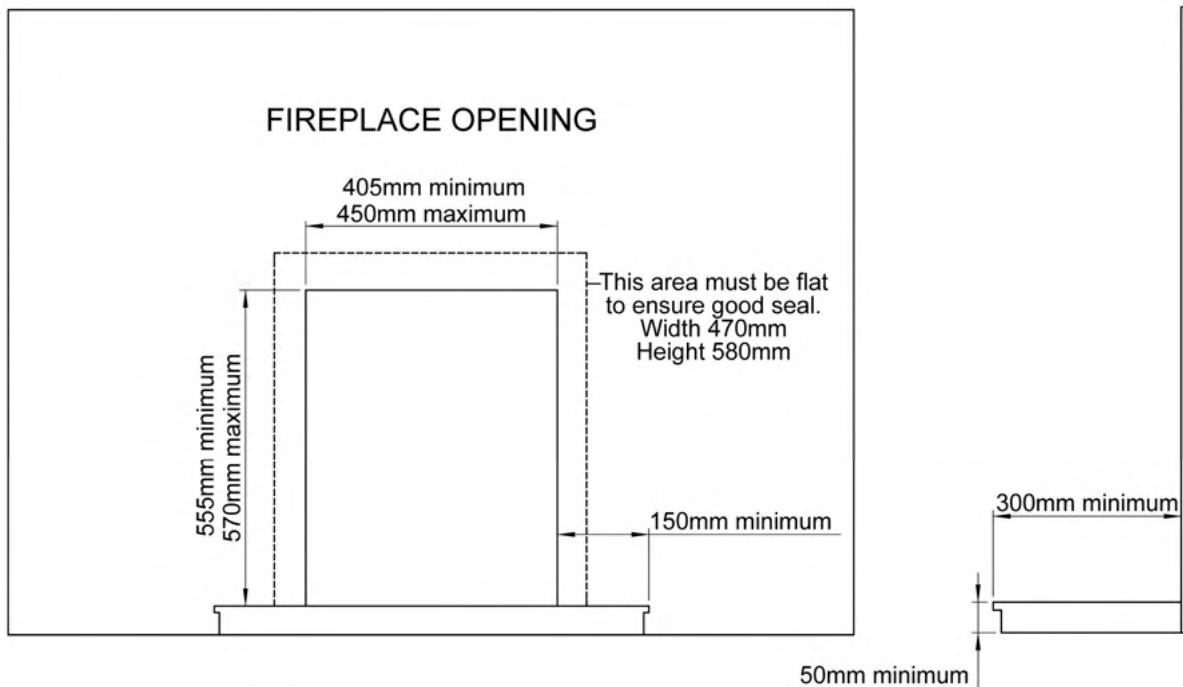 FIREPLACE OPENING
405mm minimum
450mm maximum
This area must be flat
to ensure good seal.
Width 470mm
Height 580mm
555mm minimum
570mm maximum
150mm minimum
300mm minimum
50mm minimum